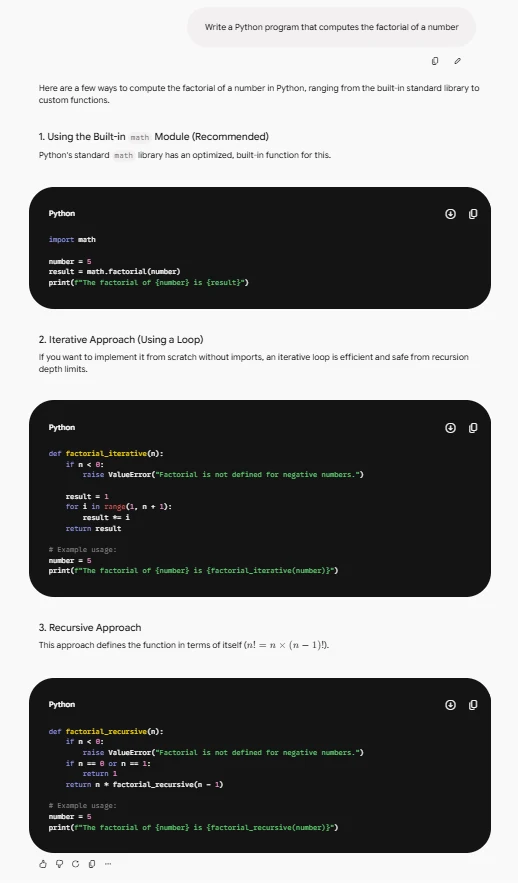 Write a Python program that computes the factorial of a number
Here are a few ways to compute the factorial of a number in Python, ranging from the built-in standard library to
custom functions.
1. Using the Built-in math Module (Recommended)
Python's standard math library has an optimized, built-in function for this.
Python
import math

number = 5
result = math.factorial(number)
print(f"The factorial of {number} is {result}")
2. Iterative Approach (Using a Loop)
If you want to implement it from scratch without imports, an iterative loop is efficient and safe from recursion
depth limits.
Python
def factorial_iterative(n):
    if n < 0:
        raise ValueError("Factorial is not defined for negative numbers.")

    result = 1
    for i in range(1, n + 1):
        result *= i
    return result

# Example usage:
number = 5
print(f"The factorial of {number} is {factorial_iterative(number)}")
3. Recursive Approach
This approach defines the function in terms of itself (n! = n × (n − 1)!).
Python
def factorial_recursive(n):
    if n < 0:
        raise ValueError("Factorial is not defined for negative numbers.")
    if n == 0 or n == 1:
        return 1
    return n * factorial_recursive(n - 1)

# Example usage:
number = 5
print(f"The factorial of {number} is {factorial_recursive(number)}")